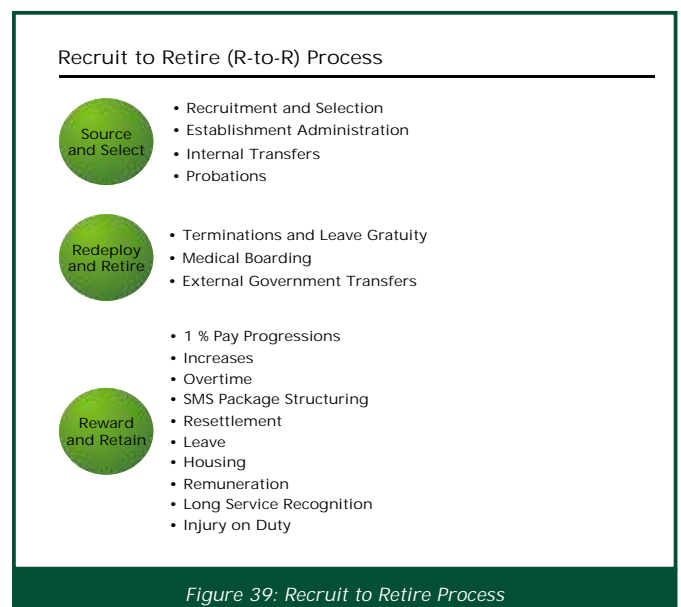 Recruit to Retire (R-to-R) Process
Source
and Select
• Recruitment and Selection
• Establishment Administration
• Internal Transfers
• Probations
Redeploy
and Retire
• Terminations and Leave Gratuity
• Medical Boarding
• External Government Transfers
Reward
and Retain
• 1 % Pay Progressions
• Increases
• Overtime
• SMS Package Structuring
• Resettlement
• Leave
• Housing
• Remuneration
• Long Service Recognition
• Injury on Duty
Figure 39: Recruit to Retire Process